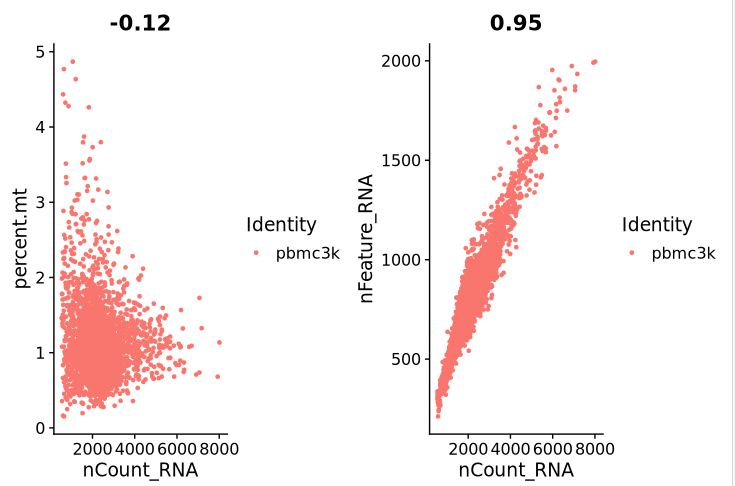 -0.12
5
4
3
2
1
0
percent.mt
2000 4000 6000 8000
nCount_RNA
Identity
pbmc3k
0.95
2000
1500
1000
500
nFeature_RNA
2000 4000 6000 8000
nCount_RNA
Identity
pbmc3k